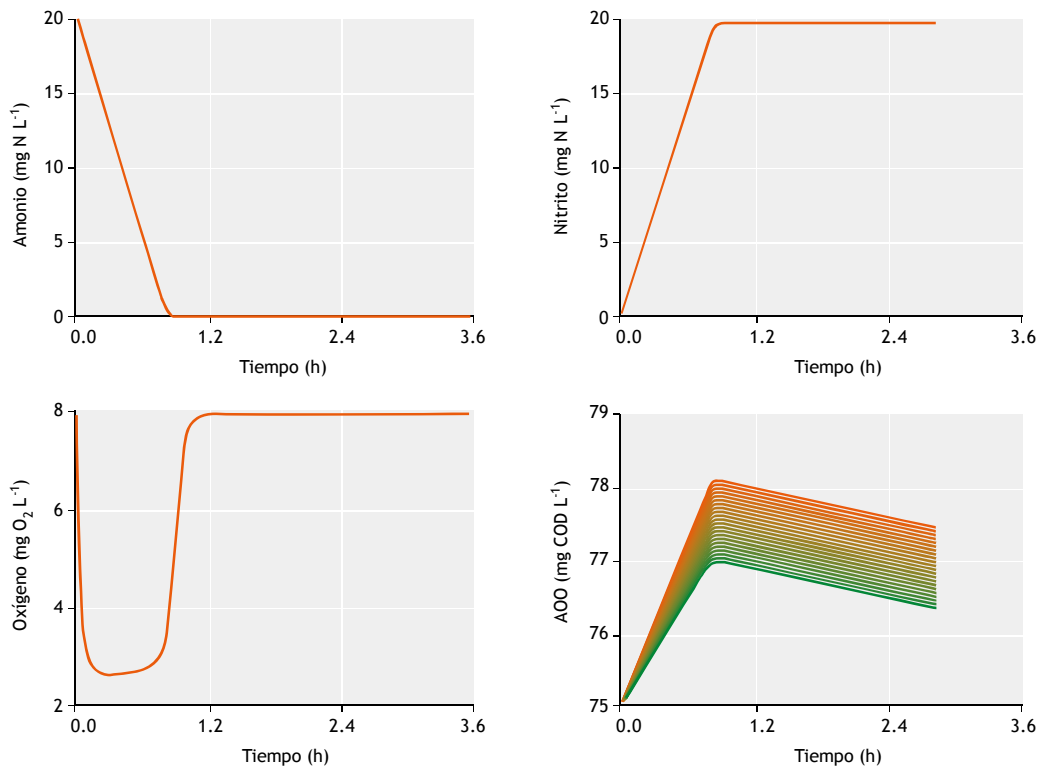 20
15
10
5
0
Amonio (mg N L-1)
0.0 1.2 2.4 3.6
Tiempo (h)
20
15
10
5
0
Nitrito (mg N L-1)
0.0 1.2 2.4 3.6
Tiempo (h)
8
6
4
2
Oxígeno (ng O2 L-1)
0.0 1.2 2.4 3.6
Tiempo (h)
79
78
77
76
75
AOO (mg COD L-1)
0.0 1.2 2.4 3.6
Tiempo (h)